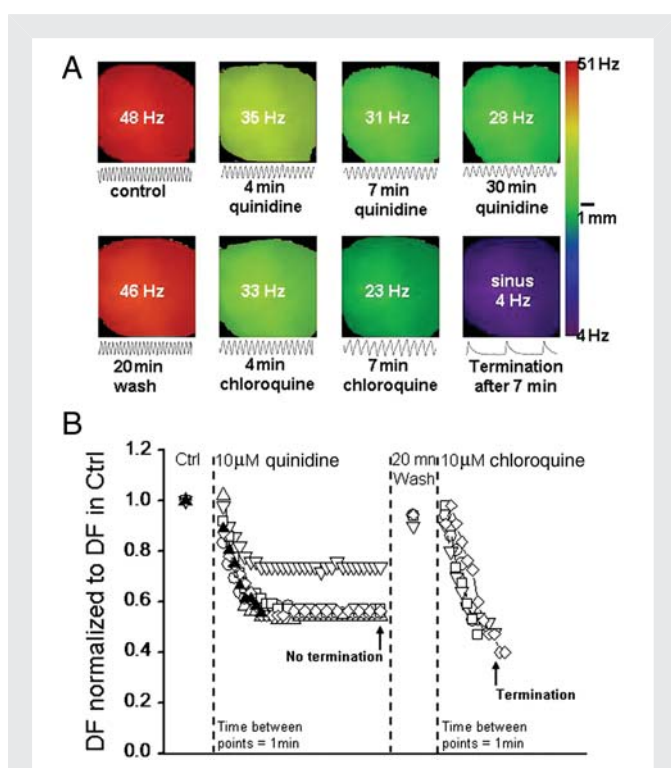 A
48 Hz 35 Hz 31 Hz 28 Hz 51 Hz
control 4 min quinidine 7 min quinidine 30 min quinidine
1 mm
46 Hz 33 Hz 23 Hz sinus 4 Hz
4 Hz
20 min wash 4 min chloroquine 7 min chloroquine Termination after 7 min
B
DF normalized to DF in Ctrl
1.2
1.0
0.8
0.6
0.4
0.2
0.0
Ctrl 10μM quinidine 20 mn Wash 10μM chloroquine
No termination
Termination
Time between points = 1min
Time between points = 1min